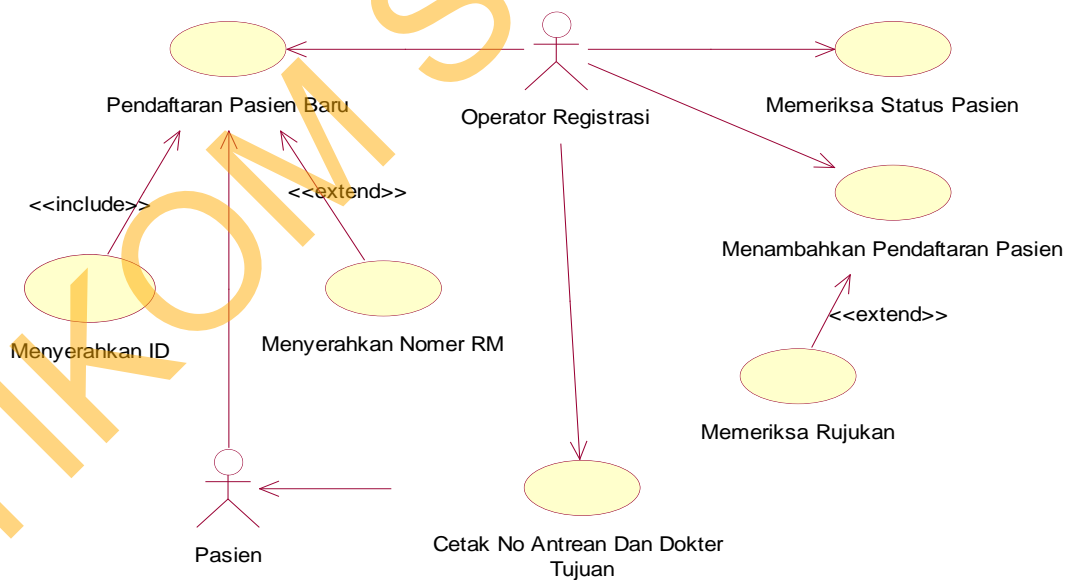 Pendaftaran Pasien Baru
Operator Registrasi
Memeriksa Status Pasien
<<include>>
<<extend>>
Menambahkan Pendaftaran Pasien
<<extend>>
Menyerahkan ID
Menyerahkan Nomer RM
Memeriksa Rujukan
Pasien
Cetak No Antrean Dan Dokter
Tujuan
TIKOM S